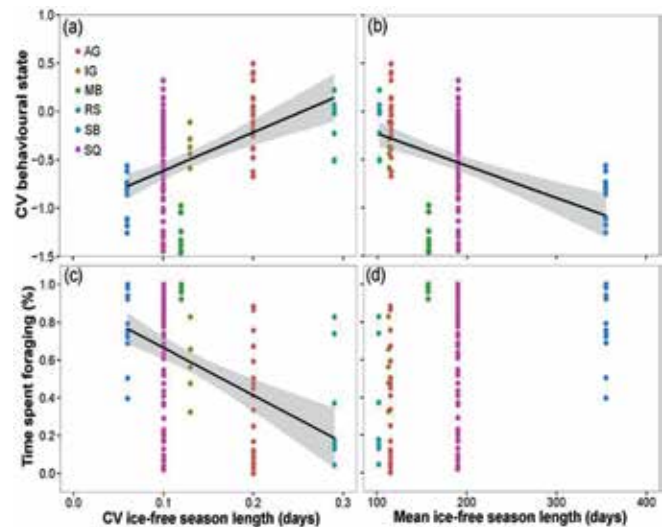 (a)
(b)
1.0
0.5
0.0
−0.5
−1.0
−1.5
CV behavioural state
AG
IG
MB
RS
SB
SQ
(c)
(d)
1.0
0.8
0.6
0.4
0.2
0.0
Time spent foraging (%)
0.0 0.1 0.2 0.3
100 200 300 400
CV ice-free season length (days)
Mean ice-free season length (days)